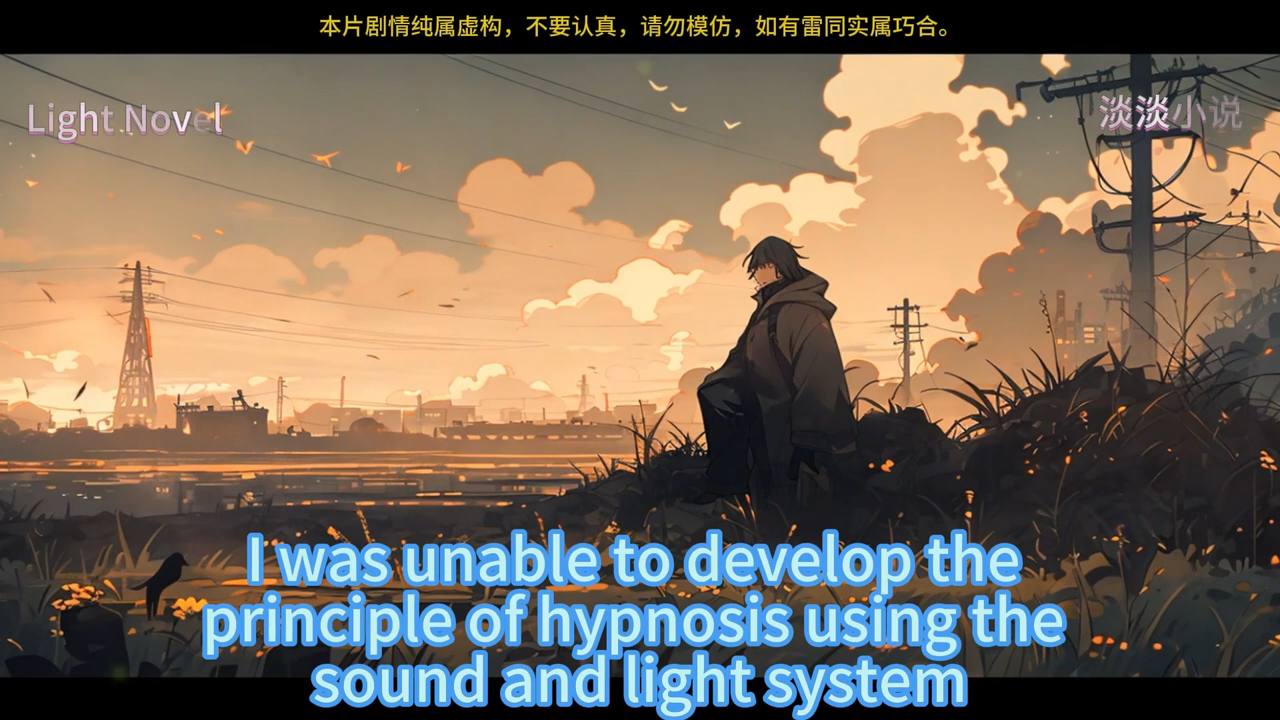 本片剧情纯属虚构，不要认真，请勿模仿，如有雷同实属巧合。
Light Novel
淡淡小说
I was unable to develop the
principle of hypnosis using the
sound and light system